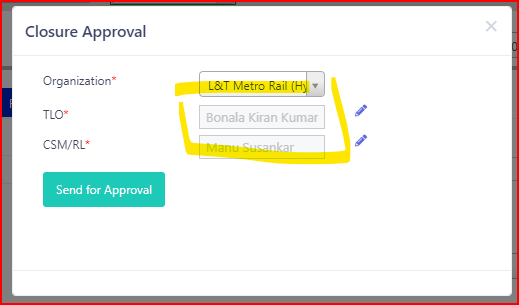 Closure Approval
Organization* L&T Metro Rail (Hy
TLO* Bonala Kiran Kumar
CSM/RL* Manu Susankar
Send for Approval